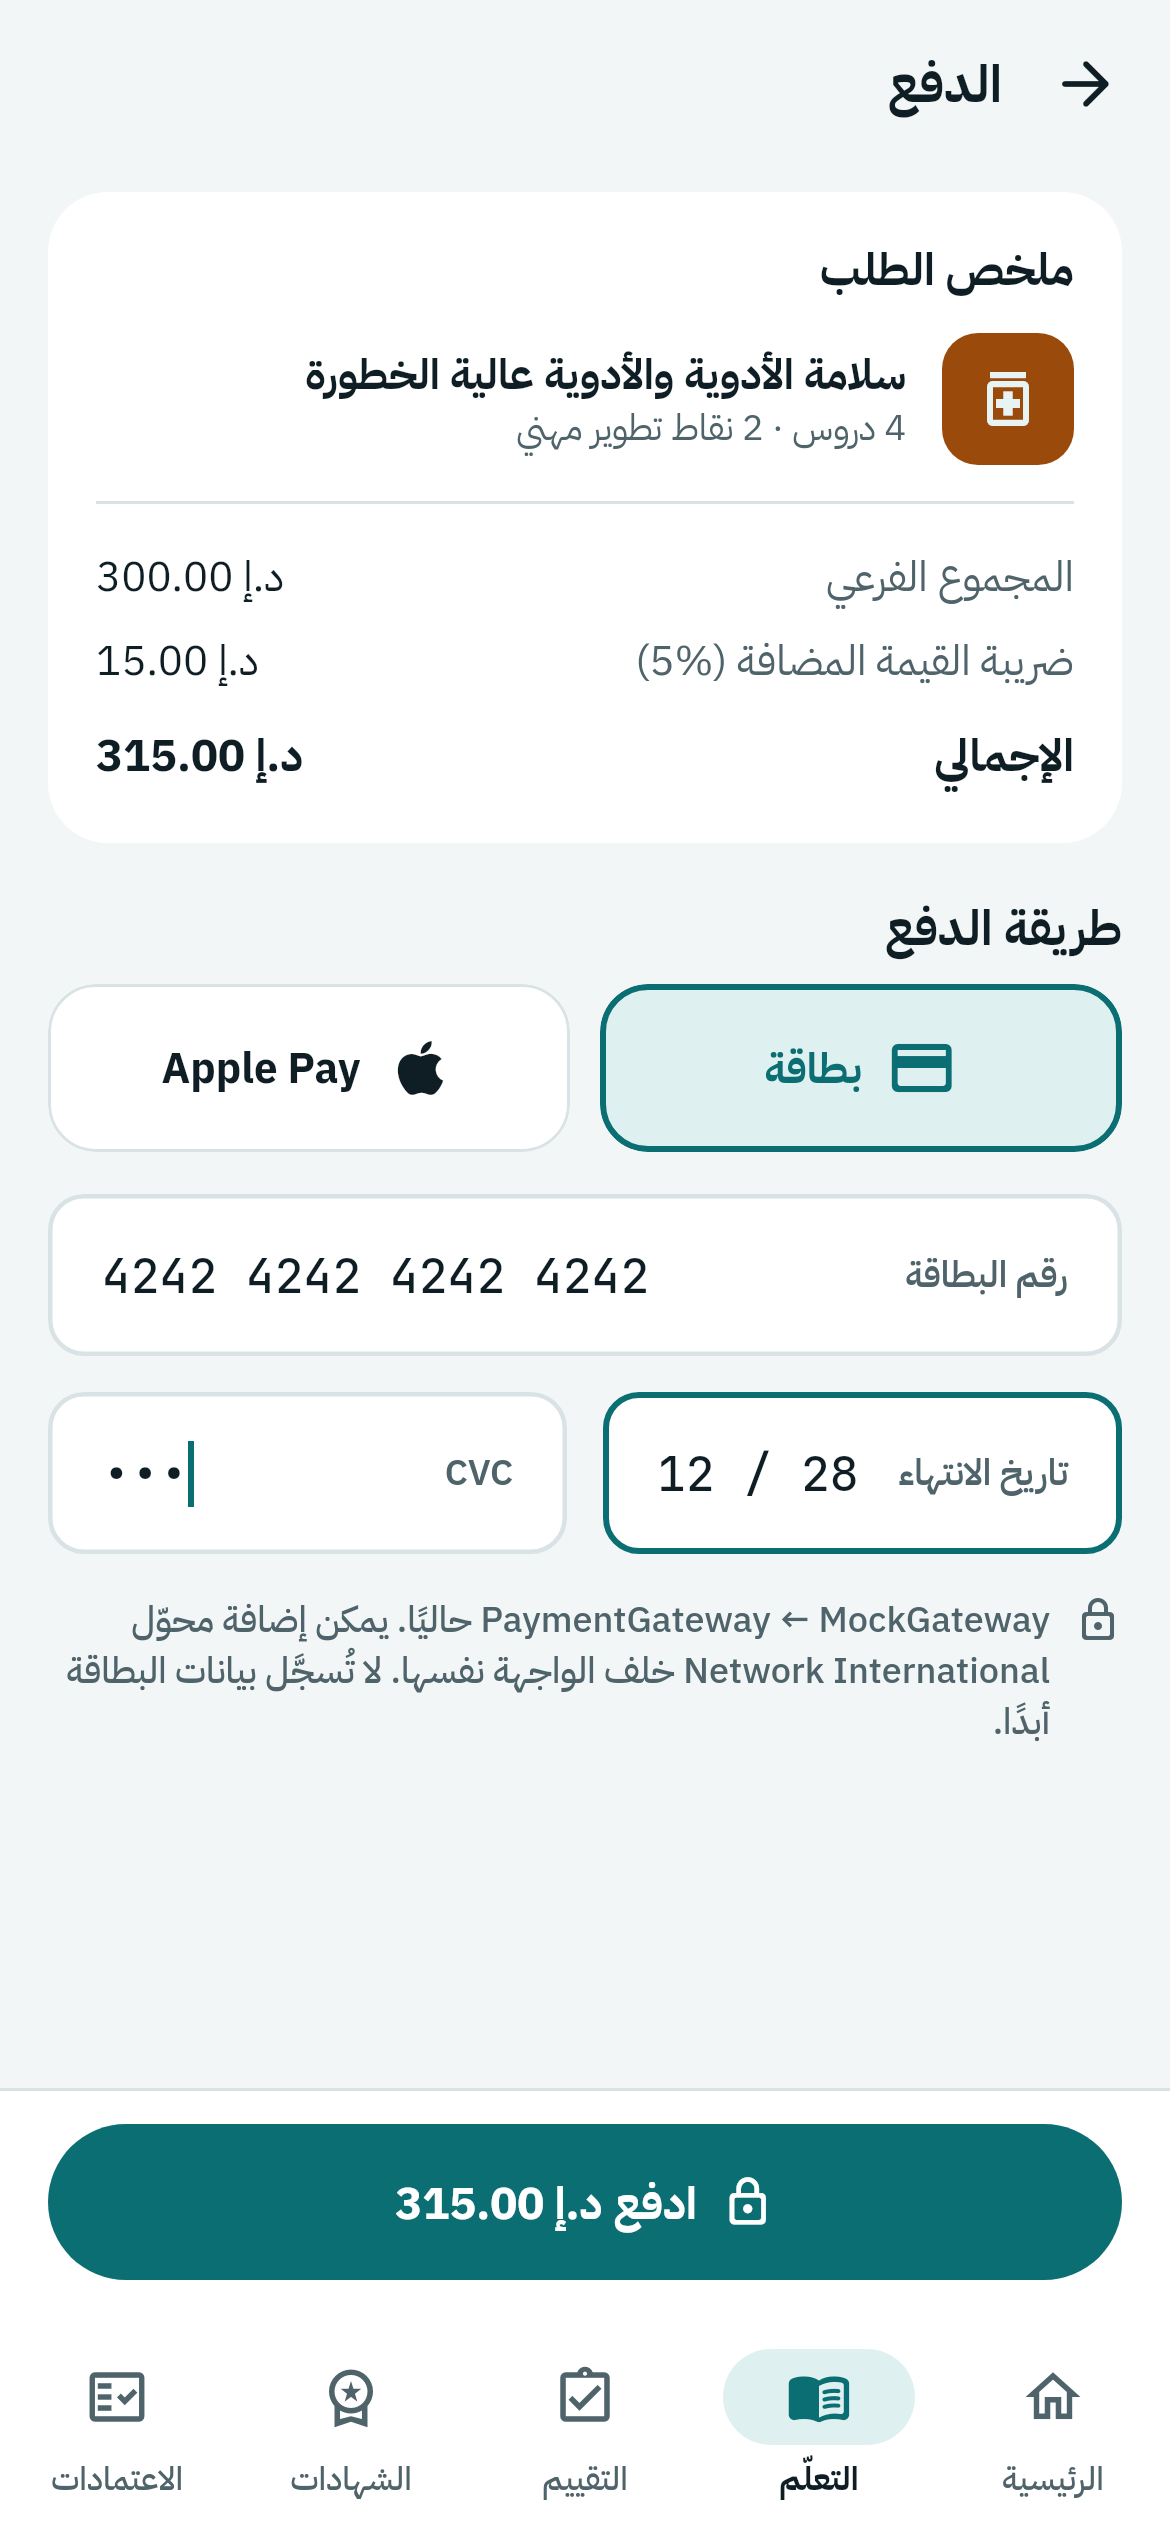 الدفع
ملخص الطلب
سلامة الأدوية والأدوية عالية الخطورة
4 دروس · 2 نقاط تطوير مهني
المجموع الفرعي
د.إ 300.00
ضريبة القيمة المضافة (5%)
د.إ 15.00
الإجمالي
د.إ 315.00
طريقة الدفع
بطاقة
Apple Pay
رقم البطاقة
4242 4242 4242 4242
تاريخ الانتهاء
12 / 28
CVC
•••
PaymentGateway ← MockGateway حاليًا. يمكن إضافة محوّل
Network International خلف الواجهة نفسها. لا تُسجَّل بيانات البطاقة
أبدًا.
ادفع د.إ 315.00
الرئيسية
التعلّم
التقييم
الشهادات
الاعتمادات